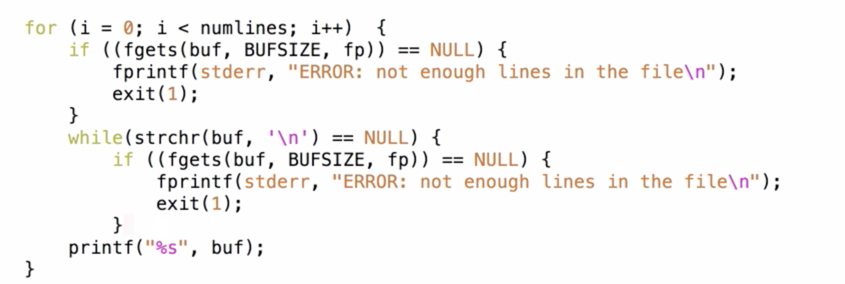 for (i = 0; i < numlines; i++)  {
    if ((fgets(buf, BUFSIZE, fp)) == NULL) {
        fprintf(stderr, "ERROR: not enough lines in the file\n");
        exit(1);
    }
    while(strchr(buf, '\n') == NULL) {
        if ((fgets(buf, BUFSIZE, fp)) == NULL) {
            fprintf(stderr, "ERROR: not enough lines in the file\n");
            exit(1);
        }
    printf("%s", buf);
}